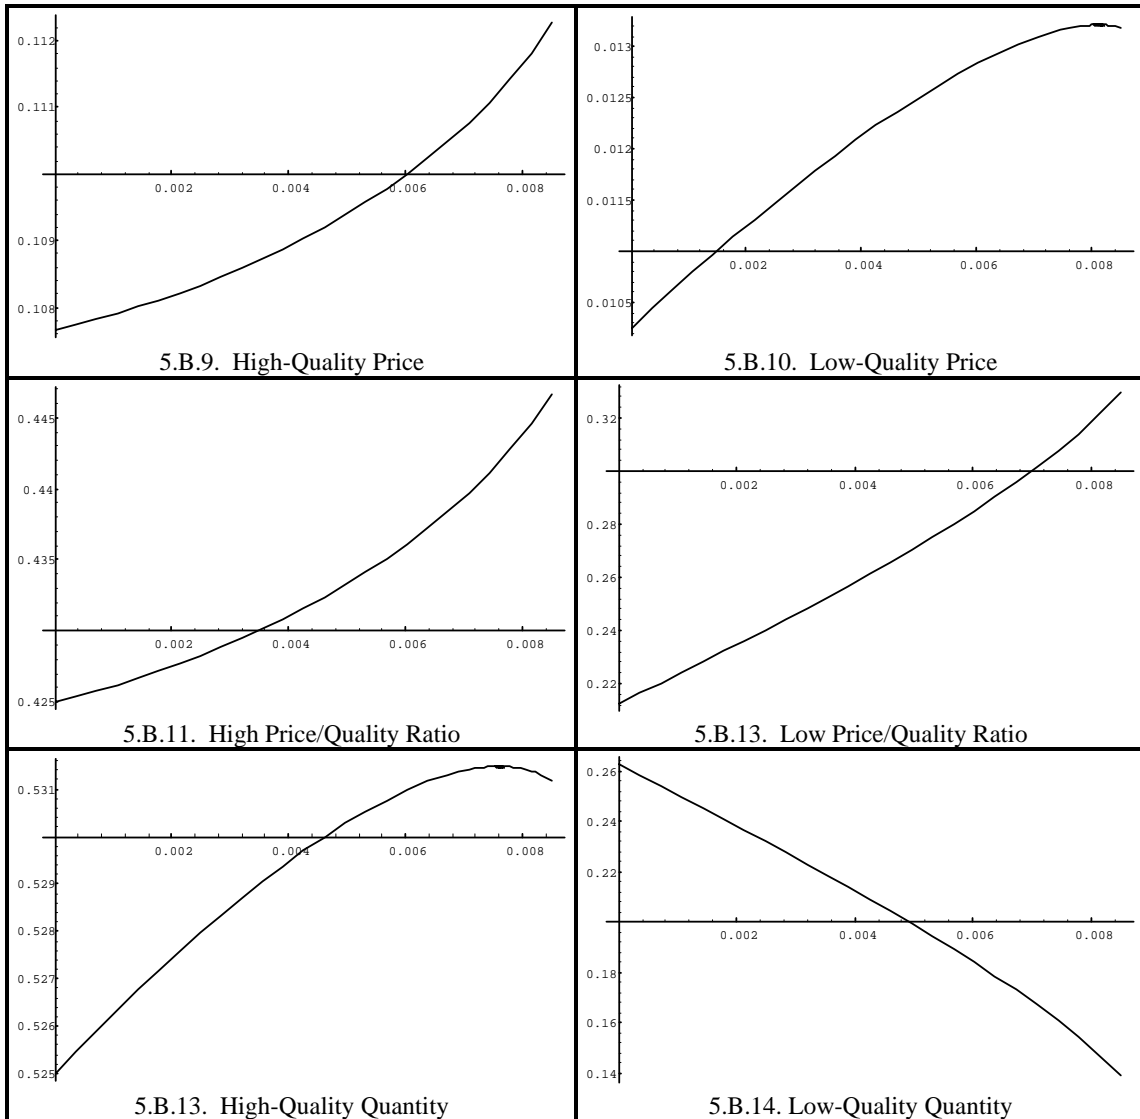 0.112
0.111
0.002 0.004 0.006 0.008
0.109
0.108
5.B.9. High-Quality Price
0.013
0.0125
0.012
0.0115
0.002 0.004 0.006 0.008
0.0105
5.B.10. Low-Quality Price
0.445
0.44
0.435
0.002 0.004 0.006 0.008
0.425
5.B.11. High Price/Quality Ratio
0.32
0.002 0.004 0.006 0.008
0.28
0.26
0.24
0.22
5.B.13. Low Price/Quality Ratio
0.531
0.002 0.004 0.006 0.008
0.529
0.528
0.527
0.526
0.525
5.B.13. High-Quality Quantity
0.26
0.24
0.22
0.002 0.004 0.006 0.008
0.18
0.16
0.14
5.B.14. Low-Quality Quantity